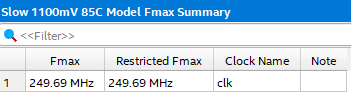 Slow 1100mV 85C Model Fmax Summary
<<Filter>>
Fmax Restricted Fmax Clock Name Note
1 249.69 MHz 249.69 MHz clk